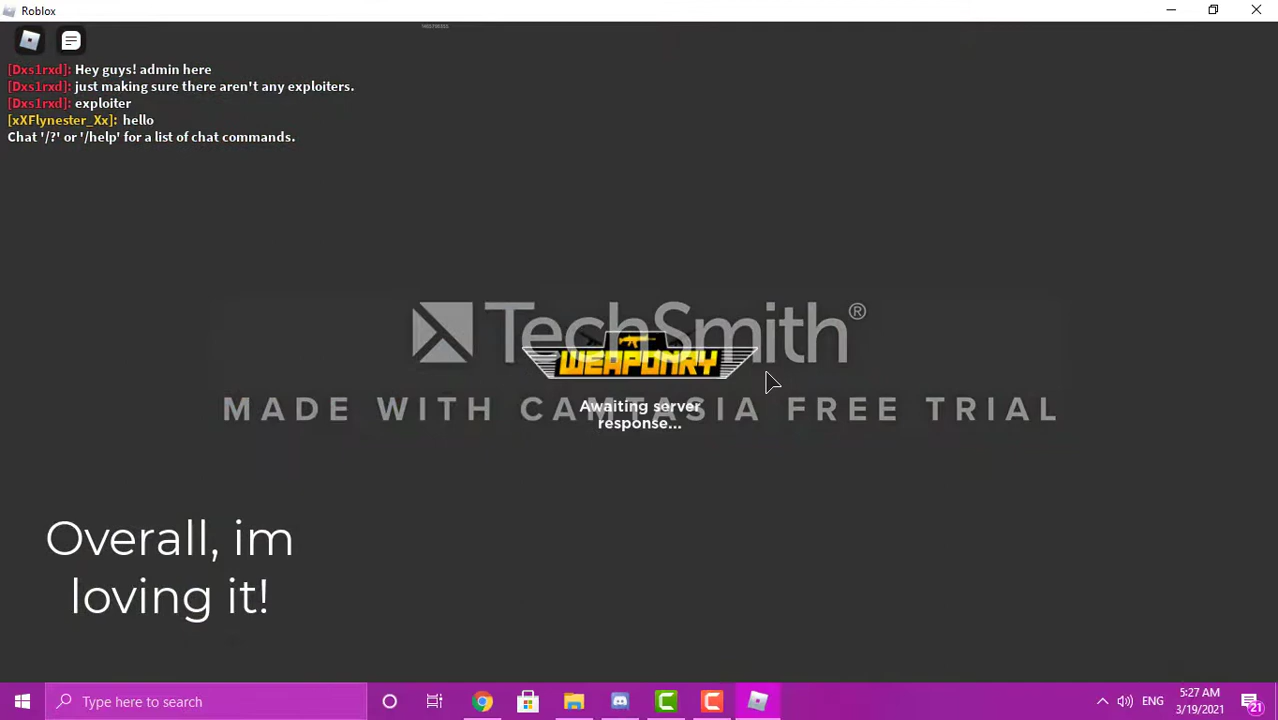 Roblox
[Dxs1rxd]: Hey guys! admin here
[Dxs1rxd]: just making sure there aren't any exploiters.
[Dxs1rxd]: exploiter
[xXFlynester_Xx]: hello
Chat '/?' or '/help' for a list of chat commands.
TechSmith®
WEAPONRY
MADE WITH CAMTASIA FREE TRIAL
Awaiting server
response...
Overall, im
loving it!
Type here to search
ENG
5:27 AM
3/19/2021
21